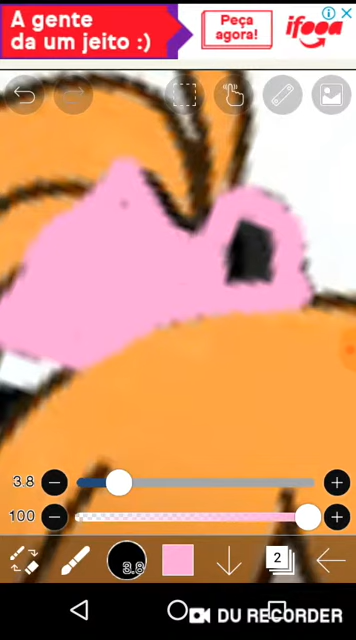 A gente
da um jeito :)
Peça
agora!
ifood
3.8
100
3.8
2
DU RECORDER